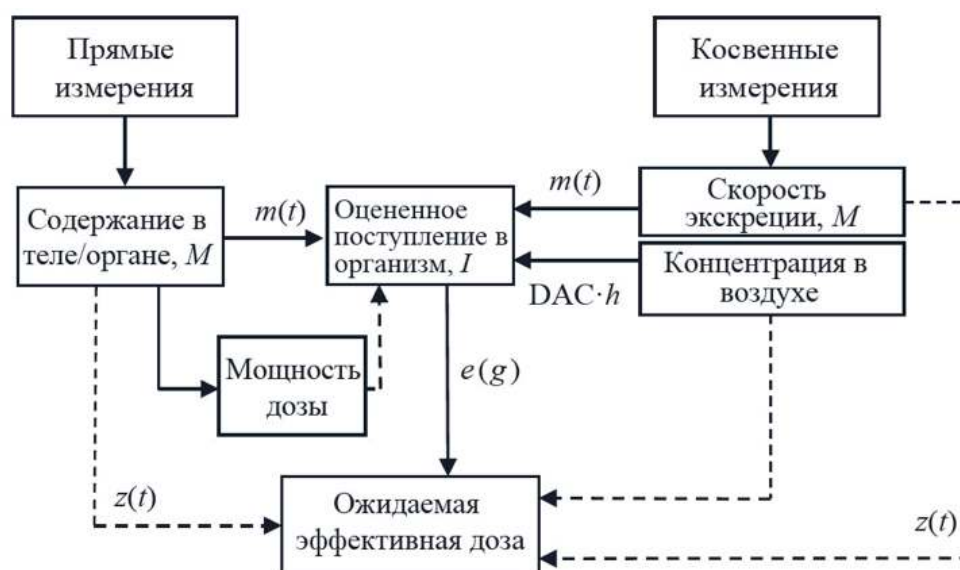 Прямые
измерения
Косвенные
измерения
Содержание в
теле/органе, M
m(t)
Оцененное
поступление в
организм, I
m(t)
Скорость
экскреции, M
DAC·h
Концентрация в
воздухе
Мощность
дозы
e(g)
z(t)
Ожидаемая
эффективная доза
z(t)